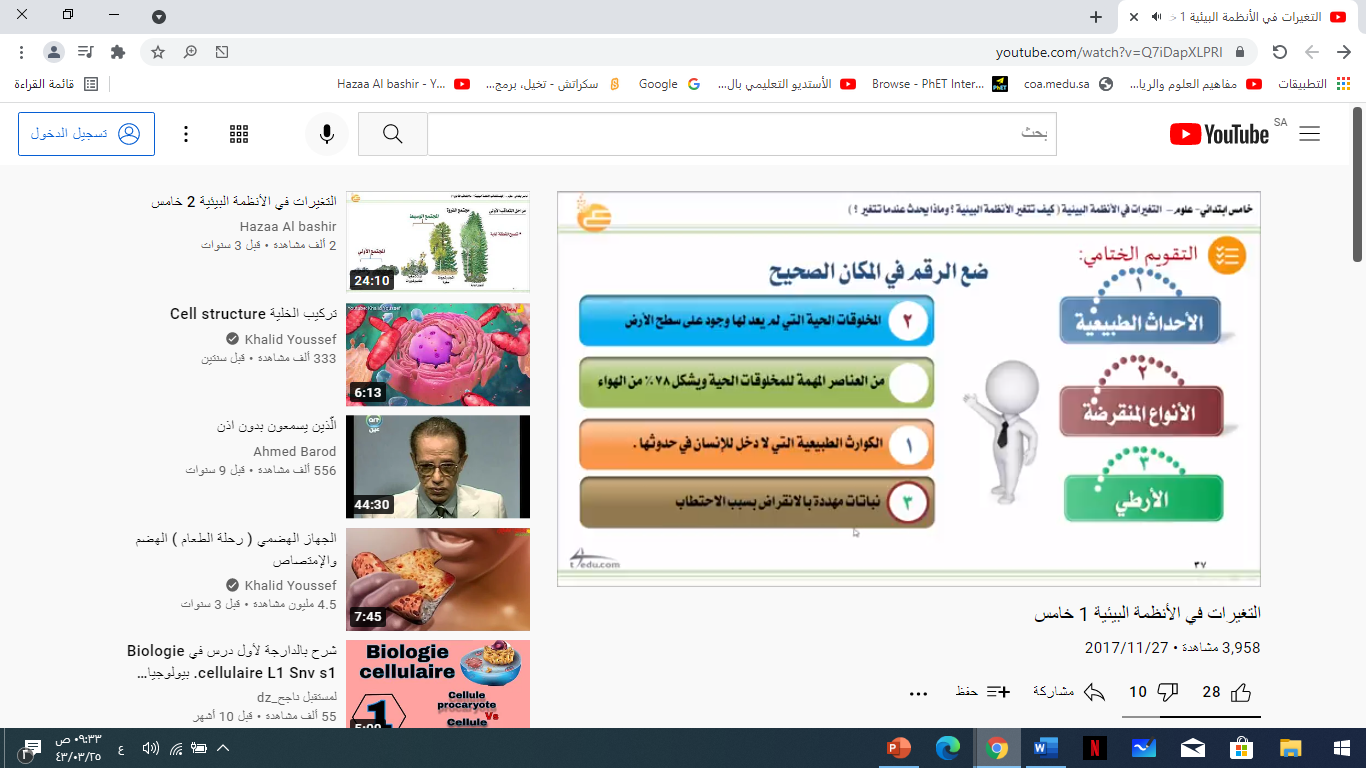 التغيرات في الأنظمة البيئية 1 >
youtube.com/watch?v=Q7iDapXLPRI
التطبيقات
مفاهيم العلوم والريا...
coa.medu.sa
Browse - PhET Inter...
الأستديو التعليمي بال...
Google
سكراتش - تخيل، برمج...
Hazaa Al bashir - Y...
قائمة القراءة
YouTube SA
بحث
تسجيل الدخول
خامس ابتدائي - علوم – التغيرات في الأنظمة البيئية ( كيف تتغير الأنظمة البيئية ؟ وماذا يحدث عندما تتغير ؟ )
التقويم الختامي:
ضع الرقم في المكان الصحيح
١
الأحداث الطبيعية
٢
الأنواع المنقرضة
٣
الأرطي
٢ المخلوقات الحية التي لم يعد لها وجود على سطح الأرض
من العناصر المهمة للمخلوقات الحية ويشكل ٧٨٪ من الهواء
١ الكوارث الطبيعية التي لا دخل للإنسان في حدوثها .
٣ نباتات مهددة بالانقراض بسبب الاحتطاب
٣٧
t4edu.com
التغيرات في الأنظمة البيئية 1 خامس
3,958 مشاهدة • 2017/11/27
28
10
مشاركة
حفظ
التغيرات في الأنظمة البيئية 2 خامس
Hazaa Al bashir
2 ألف مشاهدة • قبل 3 سنوات
24:10
تركيب الخلية Cell structure
Khalid Youssef
333 ألف مشاهدة • قبل سنتين
6:13
الّذين يسمعون بدون اذن
Ahmed Barod
556 ألف مشاهدة • قبل 9 سنوات
44:30
الجهاز الهضمي ( رحلة الطعام ) الهضم
والإمتصاص
Khalid Youssef
4.5 مليون مشاهدة • قبل 3 سنوات
7:45
شرح بالدارجة لأول درس في Biologie
cellulaire L1 Snv s1. بيولوجيا...
لمستقبل ناجح_dz
55 ألف مشاهدة • قبل 10 أشهر
Biologie
cellulaire
1
Cellule
procaryote
Vs
Cellule
٠٩:٣٣ ص
٤٣/٠٣/٢٥
ع